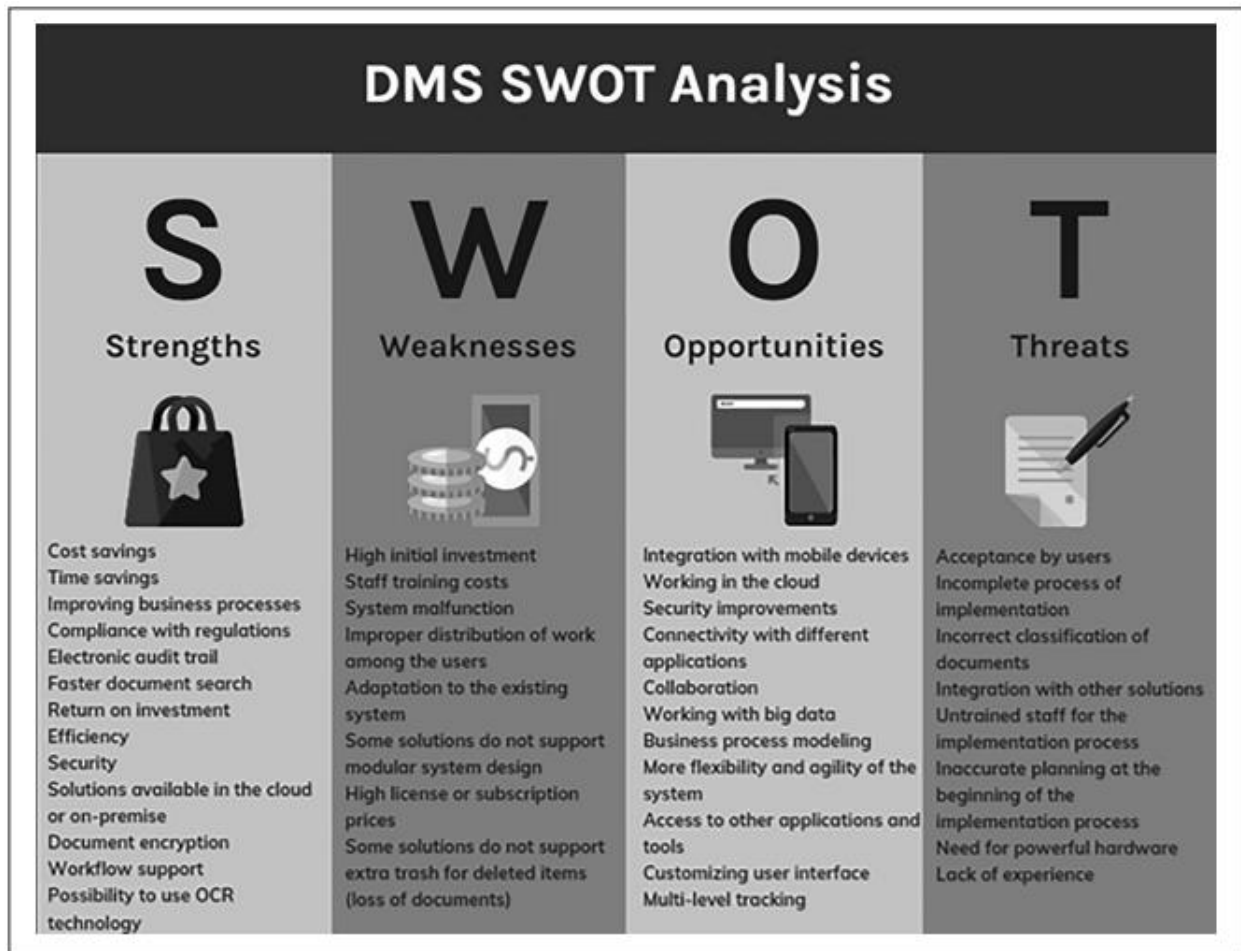 DMS SWOT Analysis
S
Strengths
Cost savings
Time savings
Improving business processes
Compliance with regulations
Electronic audit trail
Faster document search
Return on investment
Efficiency
Security
Solutions available in the cloud
or on-premise
Document encryption
Workflow support
Possibility to use OCR
technology
W
Weaknesses
High initial investment
Staff training costs
System malfunction
Improper distribution of work
among the users
Adaptation to the existing
system
Some solutions do not support
modular system design
High license or subscription
prices
Some solutions do not support
extra trash for deleted items
(loss of documents)
O
Opportunities
Integration with mobile devices
Working in the cloud
Security improvements
Connectivity with different
applications
Collaboration
Working with big data
Business process modeling
More flexibility and agility of the
system
Access to other applications and
tools
Customizing user interface
Multi-level tracking
T
Threats
Acceptance by users
Incomplete process of
implementation
Incorrect classification of
documents
Integration with other solutions
Untrained staff for the
implementation process
Inaccurate planning at the
beginning of the
implementation process
Need for powerful hardware
Lack of experience